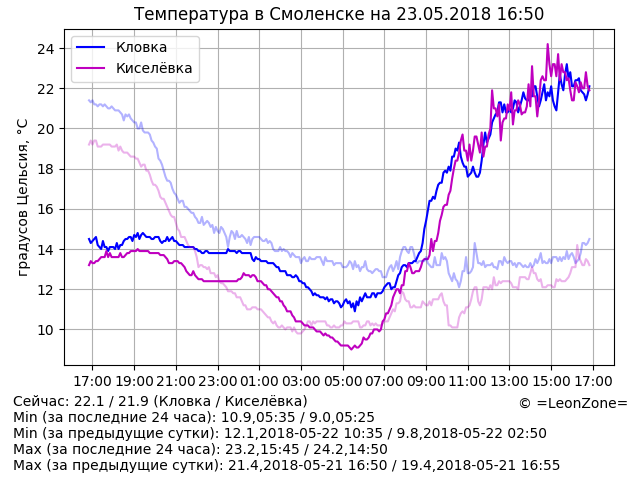 Температура в Смоленске на 23.05.2018 16:50
Кловка
Киселёвка
градусов Цельсия, °C
24
22
20
18
16
14
12
10
17:00 19:00 21:00 23:00 01:00 03:00 05:00 07:00 09:00 11:00 13:00 15:00 17:00
Сейчас: 22.1 / 21.9 (Кловка / Киселёвка)
© =LeonZone=
Min (за последние 24 часа): 10.9,05:35 / 9.0,05:25
Min (за предыдущие сутки): 12.1,2018-05-22 10:35 / 9.8,2018-05-22 02:50
Max (за последние 24 часа): 23.2,15:45 / 24.2,14:50
Max (за предыдущие сутки): 21.4,2018-05-21 16:50 / 19.4,2018-05-21 16:55